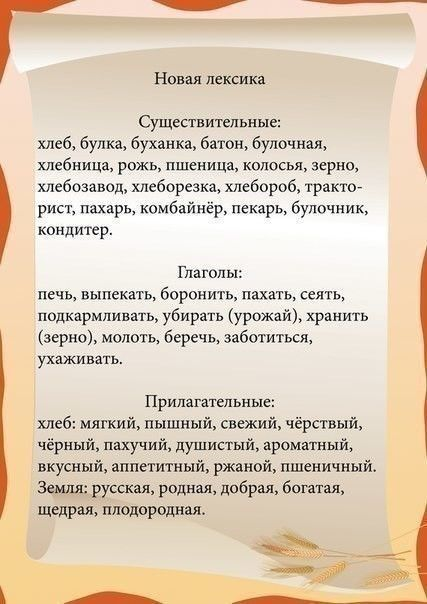 Новая лексика
Существительные:
хлеб, булка, буханка, батон, булочная,
хлебница, рожь, пшеница, колосья, зерно,
хлебозавод, хлеборезка, хлебороб, тракто-
рист, пахарь, комбайнёр, пекарь, булочник,
кондитер.
Глаголы:
печь, выпекать, боронить, пахать, сеять,
подкармливать, убирать (урожай), хранить
(зерно), молоть, беречь, заботиться,
ухаживать.
Прилагательные:
хлеб: мягкий, пышный, свежий, чёрствый,
чёрный, пахучий, душистый, ароматный,
вкусный, аппетитный, ржаной, пшеничный.
Земля: русская, родная, добрая, богатая,
щедрая, плодородная.